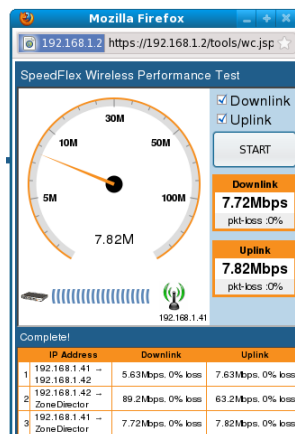 Mozilla Firefox
192.168.1.2 https://192.168.1.2/tools/wc.jsp
SpeedFlex Wireless Performance Test
Downlink
Uplink
START
30M
10M
50M
5M
100M
7.82M
Downlink
7.72Mbps
pkt-loss :0%
Uplink
7.82Mbps
pkt-loss :0%
192.168.1.41
Complete!
IP Address Downlink Uplink
1 192.168.1.41 → 192.168.1.42 5.63Mbps, 0% loss 7.63Mbps, 0% loss
2 192.168.1.42 → ZoneDirector 89.2Mbps, 0% loss 63.2Mbps, 0% loss
3 192.168.1.41 → ZoneDirector 7.72Mbps, 0% loss 7.82Mbps, 0% loss